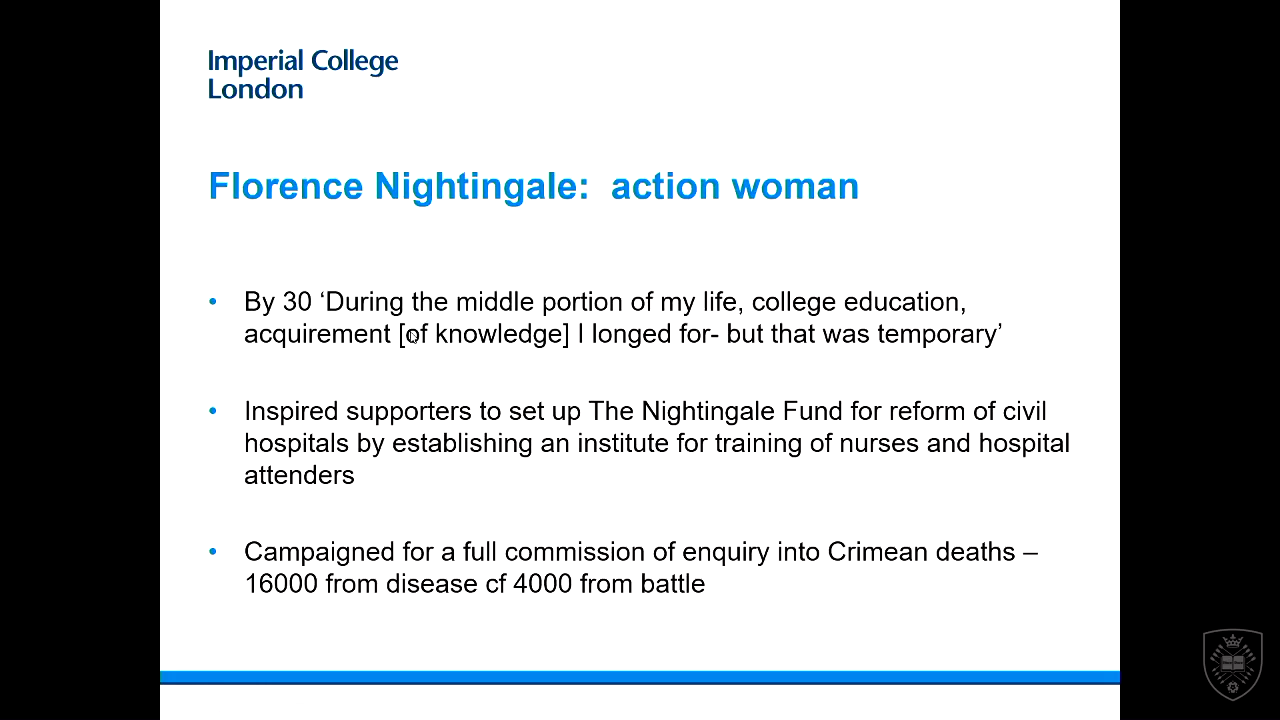 Imperial College
London
Florence Nightingale:  action woman
• By 30 ‘During the middle portion of my life, college education,
acquirement [of knowledge] I longed for- but that was temporary’
• Inspired supporters to set up The Nightingale Fund for reform of civil
hospitals by establishing an institute for training of nurses and hospital
attenders
• Campaigned for a full commission of enquiry into Crimean deaths –
16000 from disease cf 4000 from battle